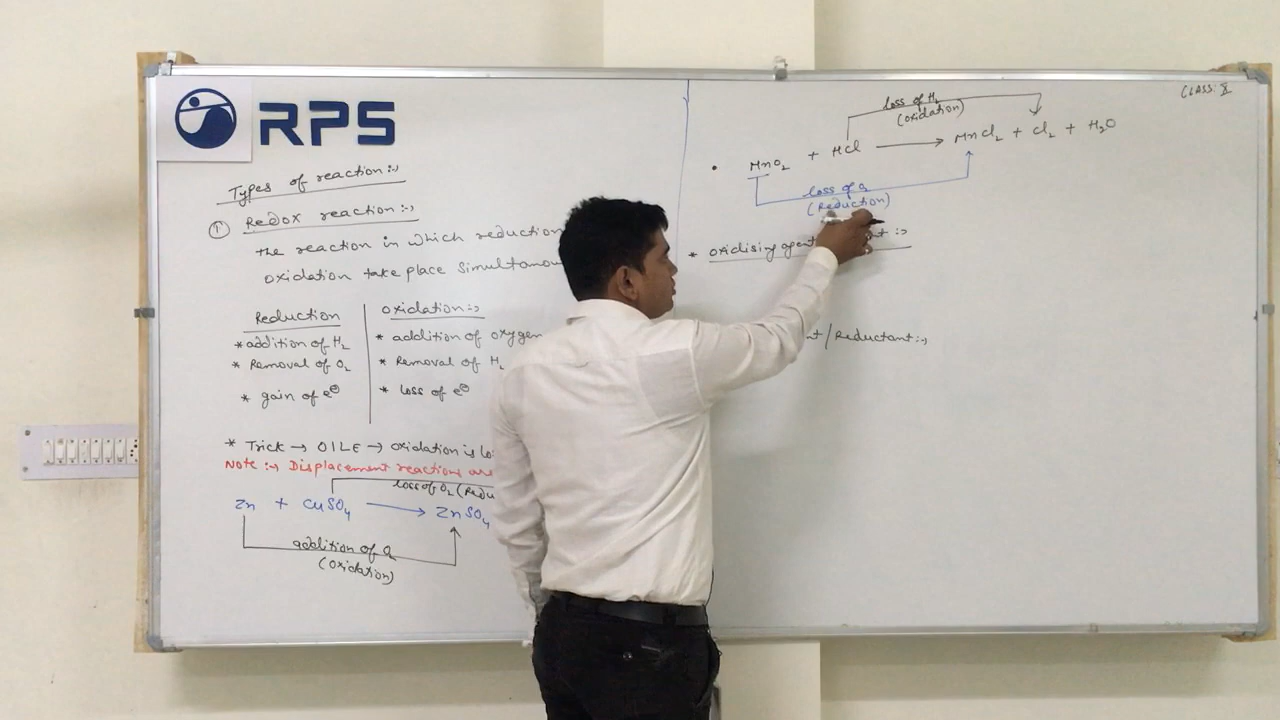 RPS
Types of reaction:-
① Redox reaction:-
The reaction in which reduction
oxidation take place
Reduction
* addition of H₂
* Removal of O₂
* gain of e⊖
oxidation:-
* addition of oxygen
* Removal of H₂
* loss of e⊖
* Trick → OILE → oxidation is
Note:- Displacement reactions are
loss of O₂
Zn + CuSO₄ → ZnSO₄
addition of O₂
(oxidation)
CLASS: X
loss of H₂
(oxidation)
• MnO₂ + HCl → MnCl₂ + Cl₂ + H₂O
loss of O₂
(Reduction)
* oxidising agent
/Reductant:-